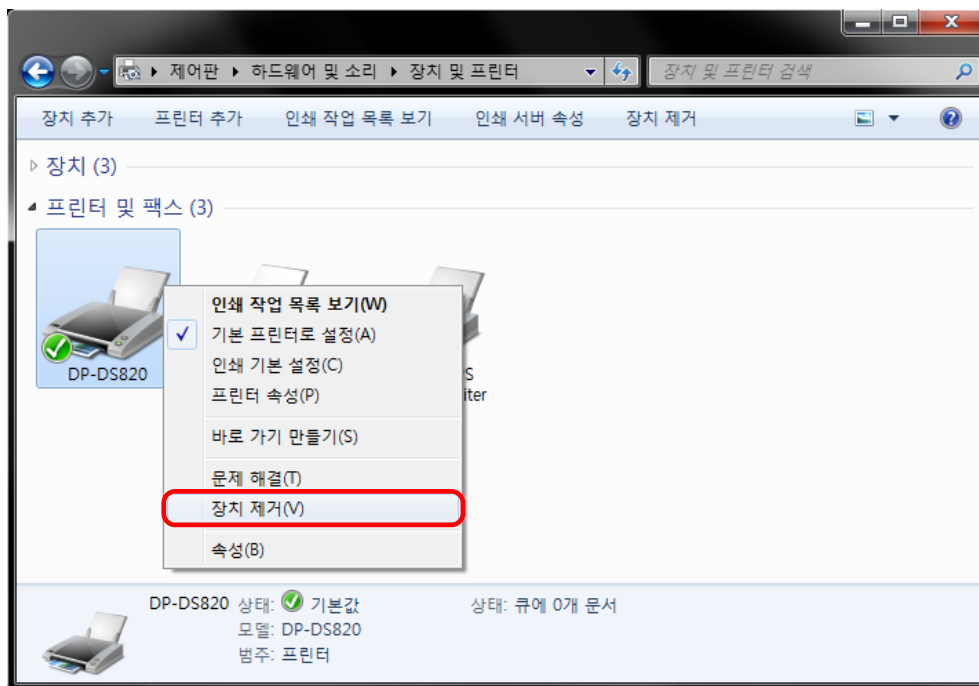 제어판 ▸ 하드웨어 및 소리 ▸ 장치 및 프린터
장치 및 프린터 검색
장치 추가 프린터 추가 인쇄 작업 목록 보기 인쇄 서버 속성 장치 제거
장치 (3)
프린터 및 팩스 (3)
DP-DS820
인쇄 작업 목록 보기(W)
기본 프린터로 설정(A)
인쇄 기본 설정(C)
프린터 속성(P)
바로 가기 만들기(S)
문제 해결(T)
장치 제거(V)
속성(B)
DP-DS820 상태: 기본값 상태: 큐에 0개 문서
모델: DP-DS820
범주: 프린터